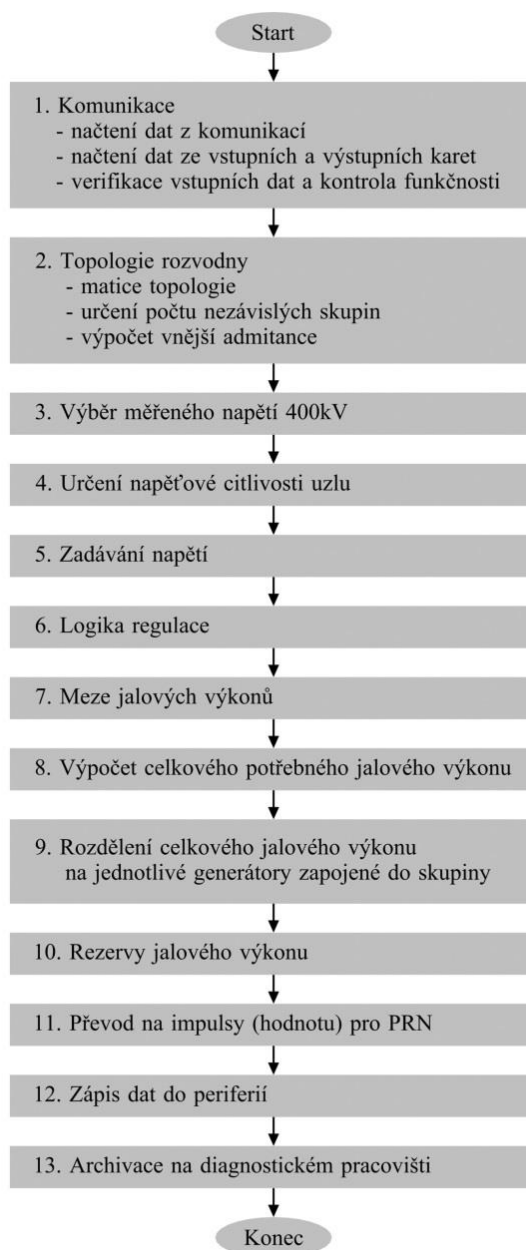 Start
1. Komunikace
- načtení dat z komunikací
- načtení dat ze vstupních a výstupních karet
- verifikace vstupních dat a kontrola funkčnosti
2. Topologie rozvodny
- matice topologie
- určení počtu nezávislých skupin
- výpočet vnější admitance
3. Výběr měřeného napětí 400kV
4. Určení napěťové citlivosti uzlu
5. Zadávání napětí
6. Logika regulace
7. Meze jalových výkonů
8. Výpočet celkového potřebného jalového výkonu
9. Rozdělení celkového jalového výkonu
na jednotlivé generátory zapojené do skupiny
10. Rezervy jalového výkonu
11. Převod na impulsy (hodnotu) pro PRN
12. Zápis dat do periferií
13. Archivace na diagnostickém pracovišti
Konec